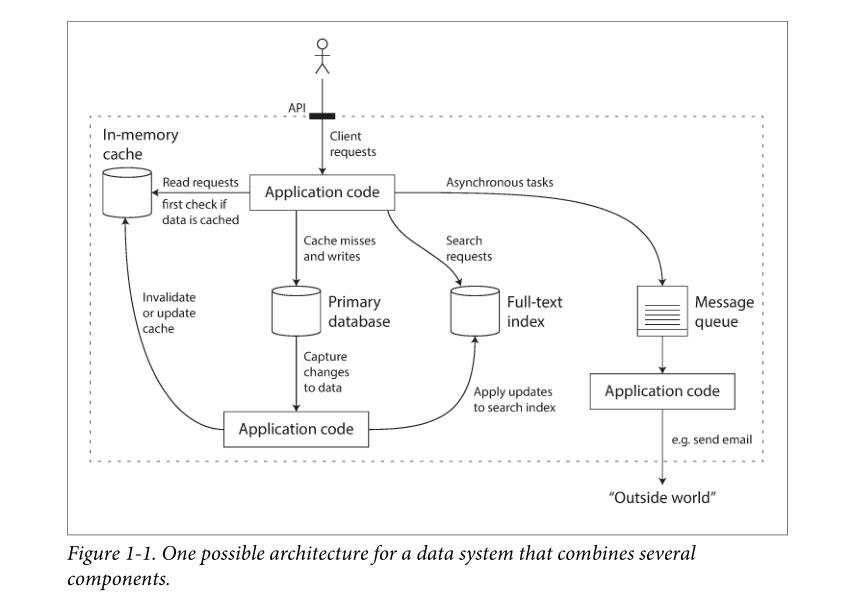 API
Client
requests
In-memory
cache
Read requests
first check if
data is cached
Application code
Asynchronous tasks
Cache misses
and writes
Search
requests
Invalidate
or update
cache
Primary
database
Full-text
index
Message
queue
Capture
changes
to data
Apply updates
to search index
Application code
Application code
e.g. send email
“Outside world”
Figure 1-1. One possible architecture for a data system that combines several
components.